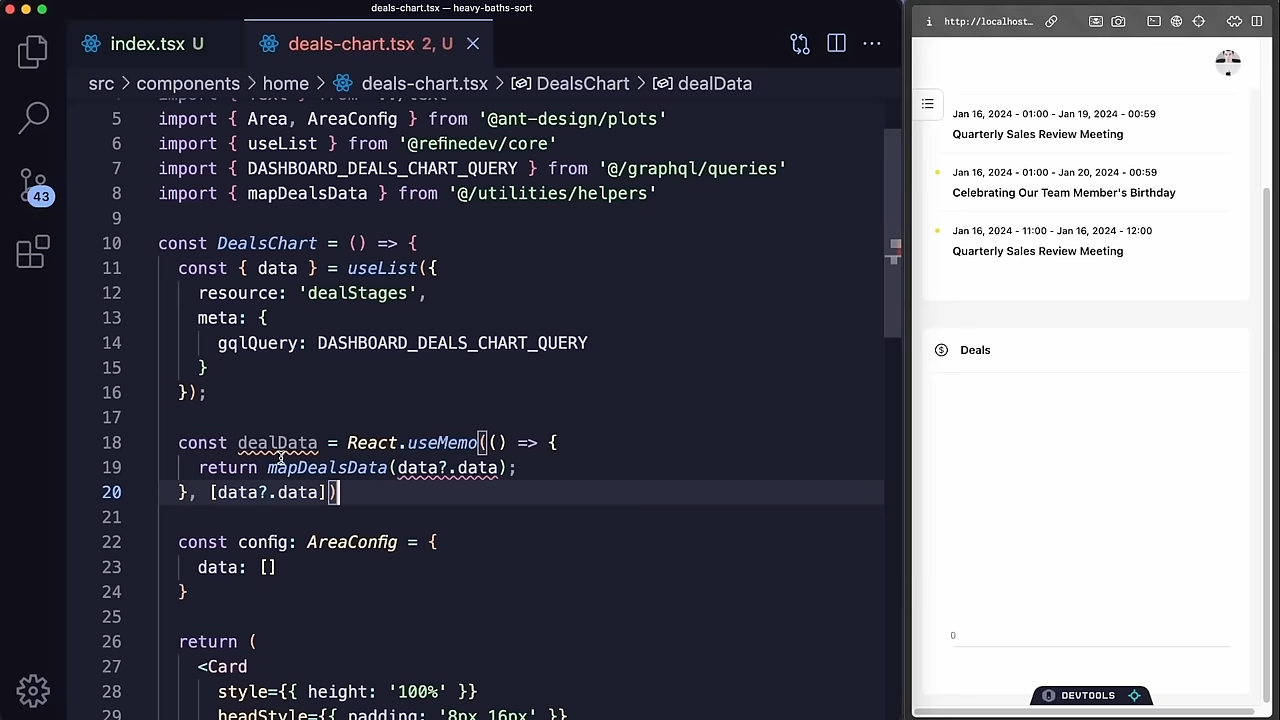 deals-chart.tsx — heavy-baths-sort
index.tsx U
deals-chart.tsx 2, U
src > components > home > deals-chart.tsx > DealsChart > dealData
5 import { Area, AreaConfig } from '@ant-design/plots'
6 import { useList } from '@refinedev/core'
7 import { DASHBOARD_DEALS_CHART_QUERY } from '@/graphql/queries'
8 import { mapDealsData } from '@/utilities/helpers'
9
10 const DealsChart = () => {
11 const { data } = useList({
12 resource: 'dealStages',
13 meta: {
14 gqlQuery: DASHBOARD_DEALS_CHART_QUERY
15 }
16 });
17
18 const dealData = React.useMemo(() => {
19 return mapDealsData(data?.data);
20 }, [data?.data])
21
22 const config: AreaConfig = {
23 data: []
24 }
25
26 return (
27 <Card
28 style={{ height: '100%' }}
29 headStyle={{ padding: '8px 16px' }}
43
http://localhost…
Jan 16, 2024 - 01:00 - Jan 19, 2024 - 00:59
Quarterly Sales Review Meeting
Jan 16, 2024 - 01:00 - Jan 20, 2024 - 00:59
Celebrating Our Team Member's Birthday
Jan 16, 2024 - 11:00 - Jan 16, 2024 - 12:00
Quarterly Sales Review Meeting
Deals
0
DEVTOOLS